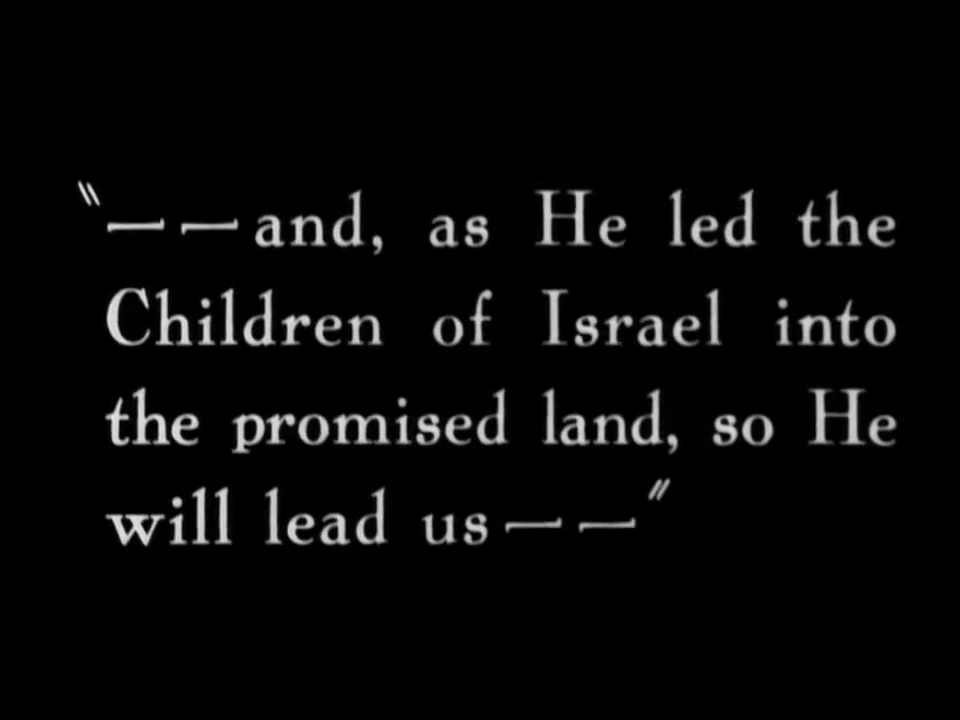 "— —and, as He led the
Children of Israel into
the promised land, so He
will lead us— —"